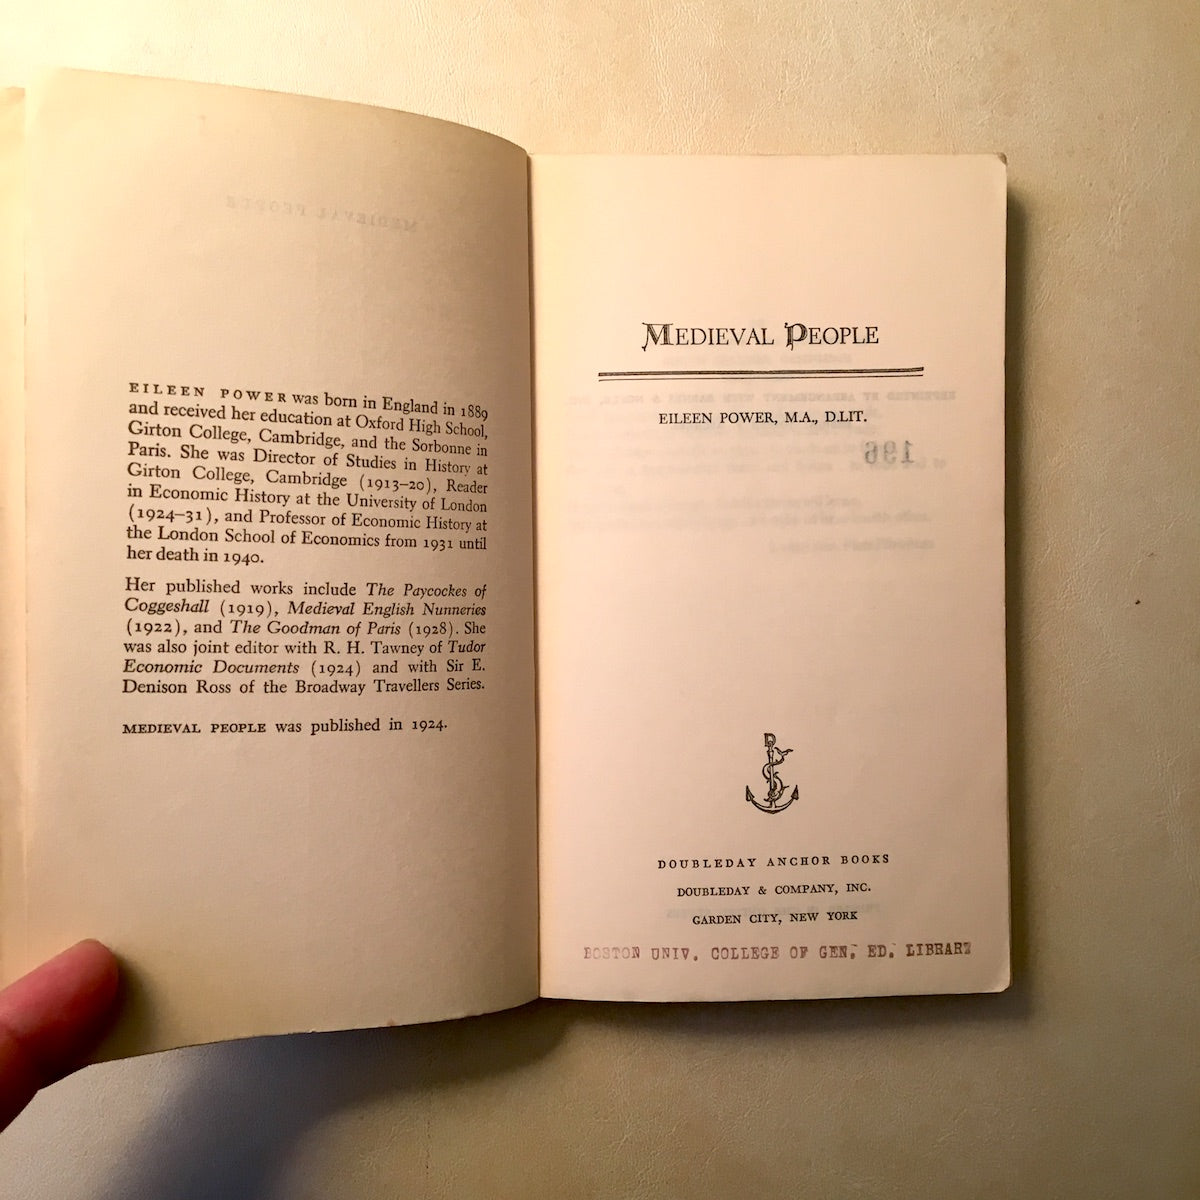 EILEEN POWER was born in England in 1889
and received her education at Oxford High School,
Girton College, Cambridge, and the Sorbonne in
Paris. She was Director of Studies in History at
Girton College, Cambridge (1913–20), Reader
in Economic History at the University of London
(1924–31), and Professor of Economic History at
the London School of Economics from 1931 until
her death in 1940.
Her published works include The Paycockes of
Coggeshall (1919), Medieval English Nunneries
(1922), and The Goodman of Paris (1928). She
was also joint editor with R. H. Tawney of Tudor
Economic Documents (1924) and with Sir E.
Denison Ross of the Broadway Travellers Series.
MEDIEVAL PEOPLE was published in 1924.
MEDIEVAL PEOPLE
EILEEN POWER, M.A., D.LIT.
D
DOUBLEDAY ANCHOR BOOKS
DOUBLEDAY & COMPANY, INC.
GARDEN CITY, NEW YORK
BOSTON UNIV. COLLEGE OF GEN. ED. LIBRARY